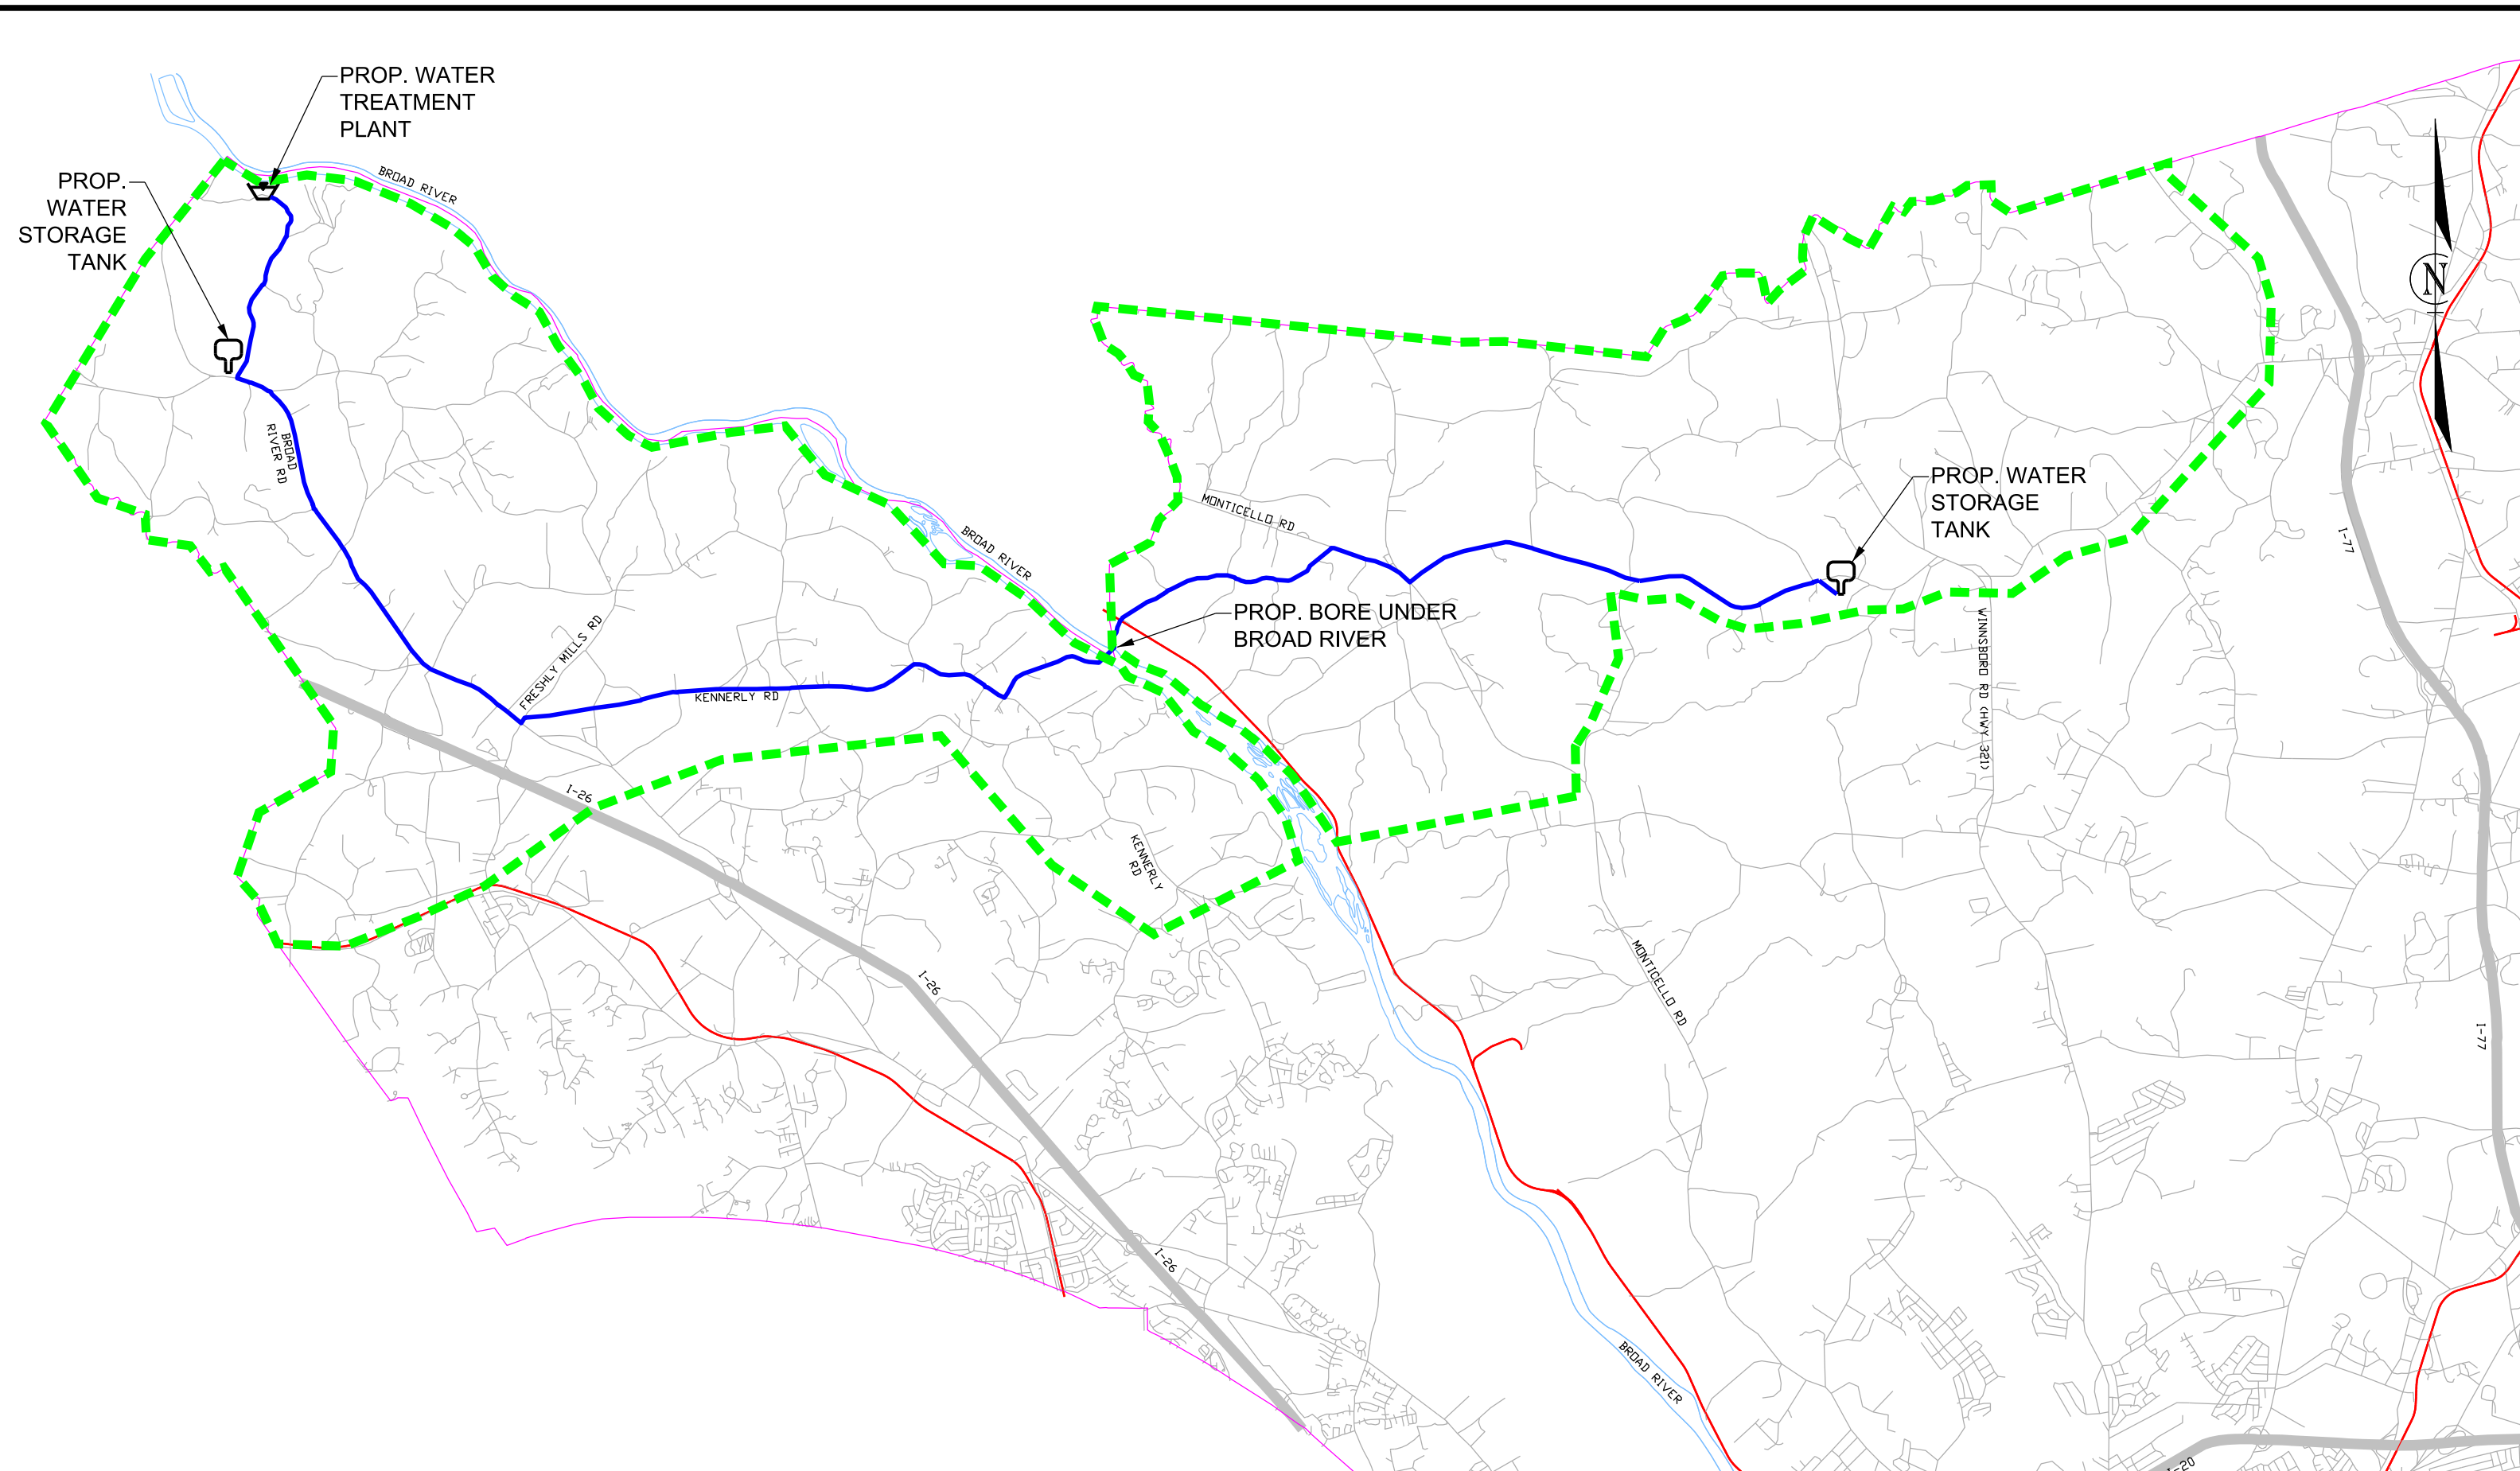 PROP. WATER
TREATMENT
PLANT
PROP.
WATER
STORAGE
TANK
BROAD RIVER
N
BROAD
RIVER RD
MONTICELLO RD
PROP. WATER
STORAGE
TANK
I-77
BROAD RIVER
PROP. BORE UNDER
BROAD RIVER
FRESHLY MILLS RD
KENNERLY RD
WINNSBORO RD (HWY 321)
I-26
KENNERLY
RD
I-26
MONTICELLO RD
I-77
I-26
BROAD RIVER
I-20